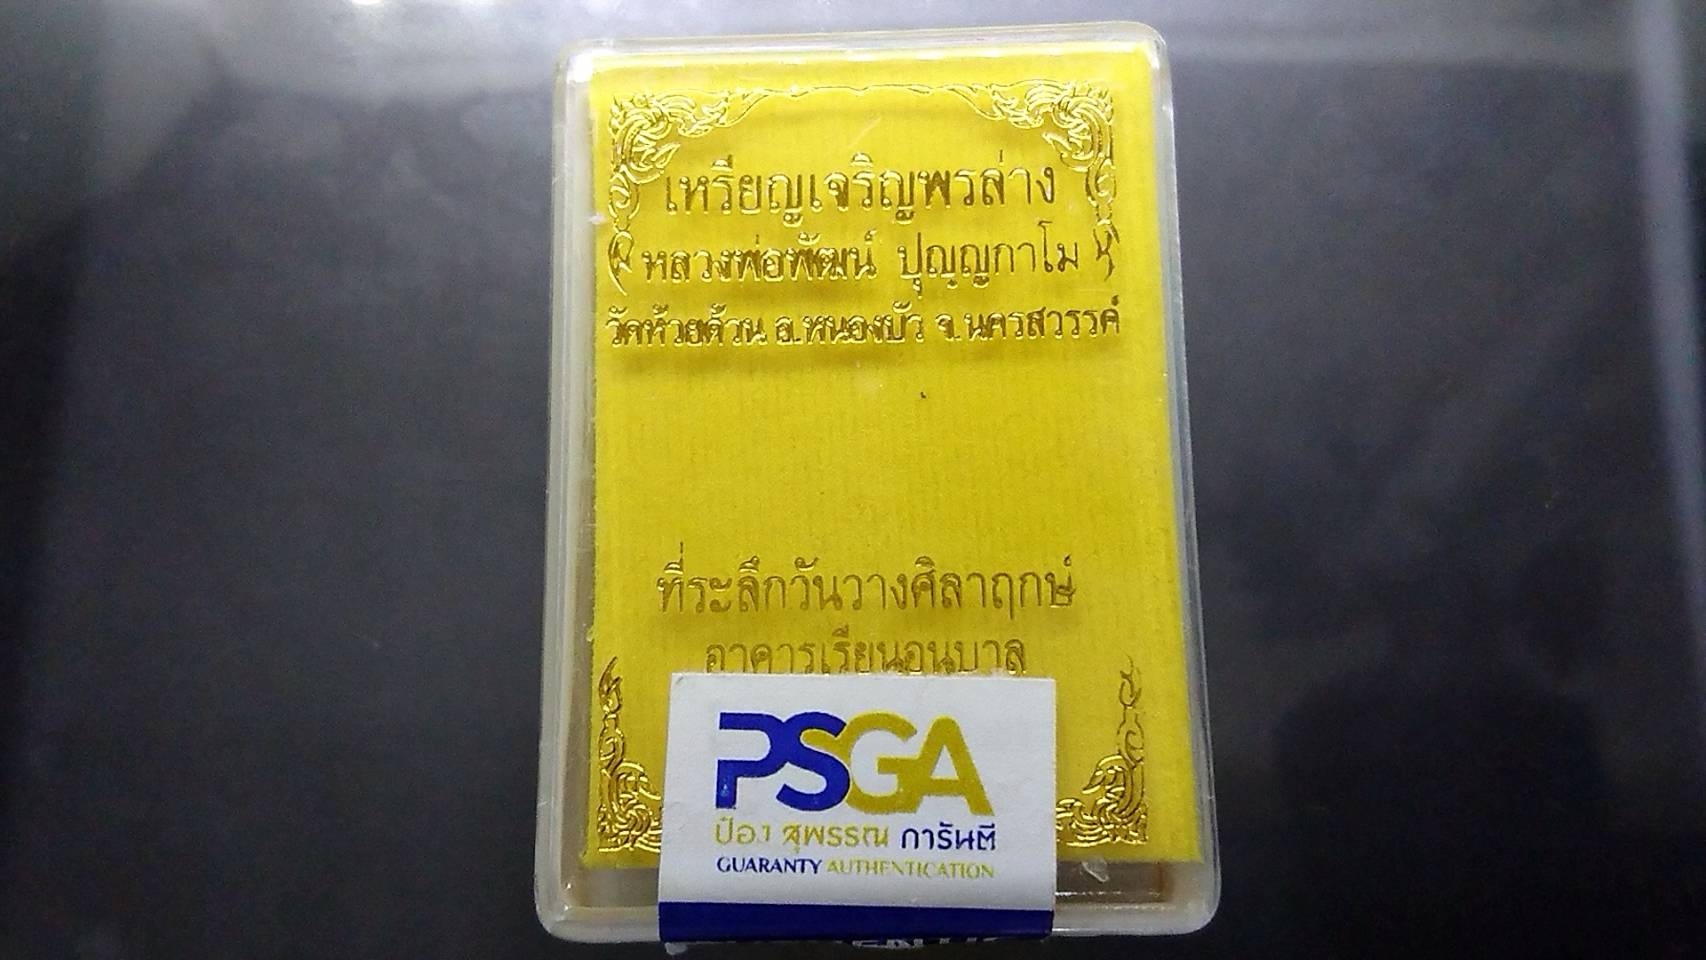 เหรียญเจริญพรล่าง
หลวงพ่อพัฒน์ ปุญญกาโม
วัดห้วยด้วน อ.หนองบัว จ.นครสวรรค์
ที่ระลึกวันวางศิลาฤกษ์
อาคารเรียนอนุบาล
PSGA
ป๋อง สุพรรณ การันตี
GUARANTY AUTHENTICATION